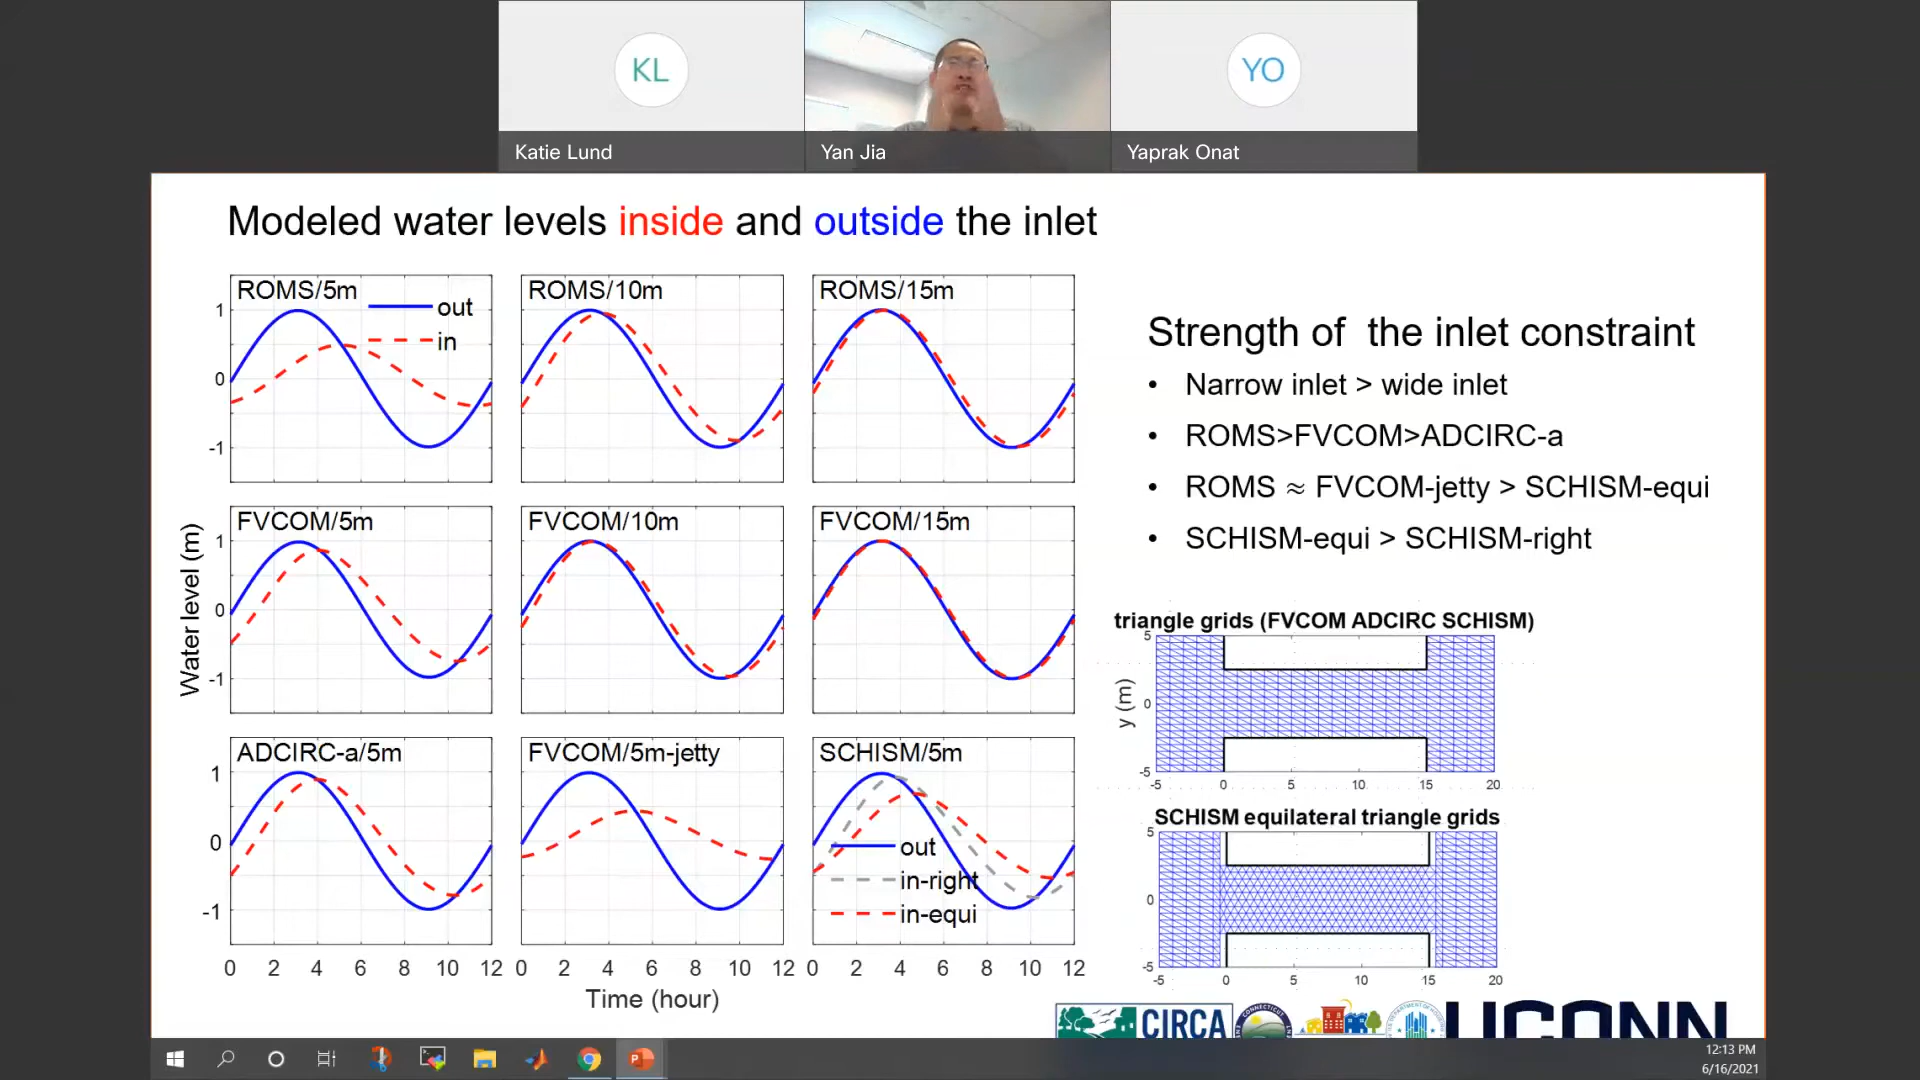 KL
YO
Katie Lund
Yan Jia
Yaprak Onat
Modeled water levels inside and outside the inlet
ROMS/5m
out
in
ROMS/10m
ROMS/15m
1
0
-1
FVCOM/5m
FVCOM/10m
FVCOM/15m
1
0
-1
ADCIRC-a/5m
FVCOM/5m-jetty
SCHISM/5m
out
in-right
in-equi
1
0
-1
Water level (m)
0 2 4 6 8 10 12
0 2 4 6 8 10 12
0 2 4 6 8 10 12
Time (hour)
Strength of the inlet constraint
• Narrow inlet > wide inlet
• ROMS>FVCOM>ADCIRC-a
• ROMS ≈ FVCOM-jetty > SCHISM-equi
• SCHISM-equi > SCHISM-right
triangle grids (FVCOM ADCIRC SCHISM)
5
0
-5
y (m)
-5 0 5 10 15 20
SCHISM equilateral triangle grids
5
0
-5
-5 0 5 10 15 20
CIRCA
UCONN
12:13 PM
6/16/2021